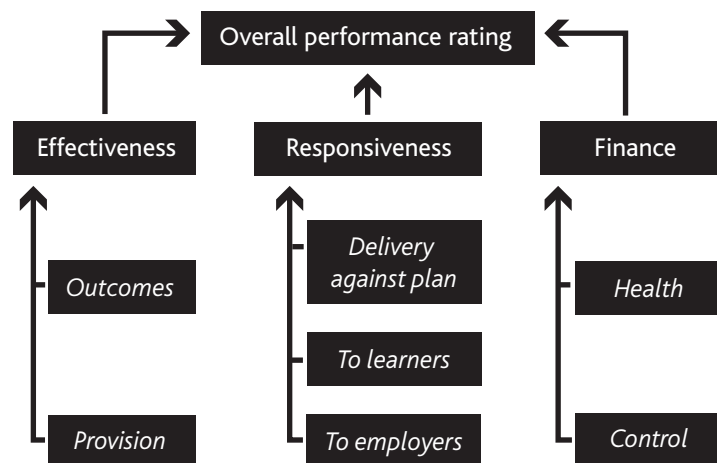 Overall performance rating
Effectiveness
Responsiveness
Finance
Outcomes
Provision
Delivery
against plan
To learners
To employers
Health
Control